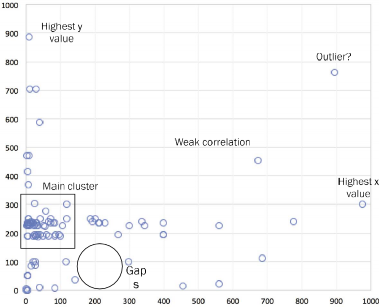 1000
900
800
700
600
500
400
300
200
100
0
Highest y
value
Outlier?
Weak correlation
Main cluster
Highest x
value
Gap
s
0 100 200 300 400 500 600 700 800 900 1000